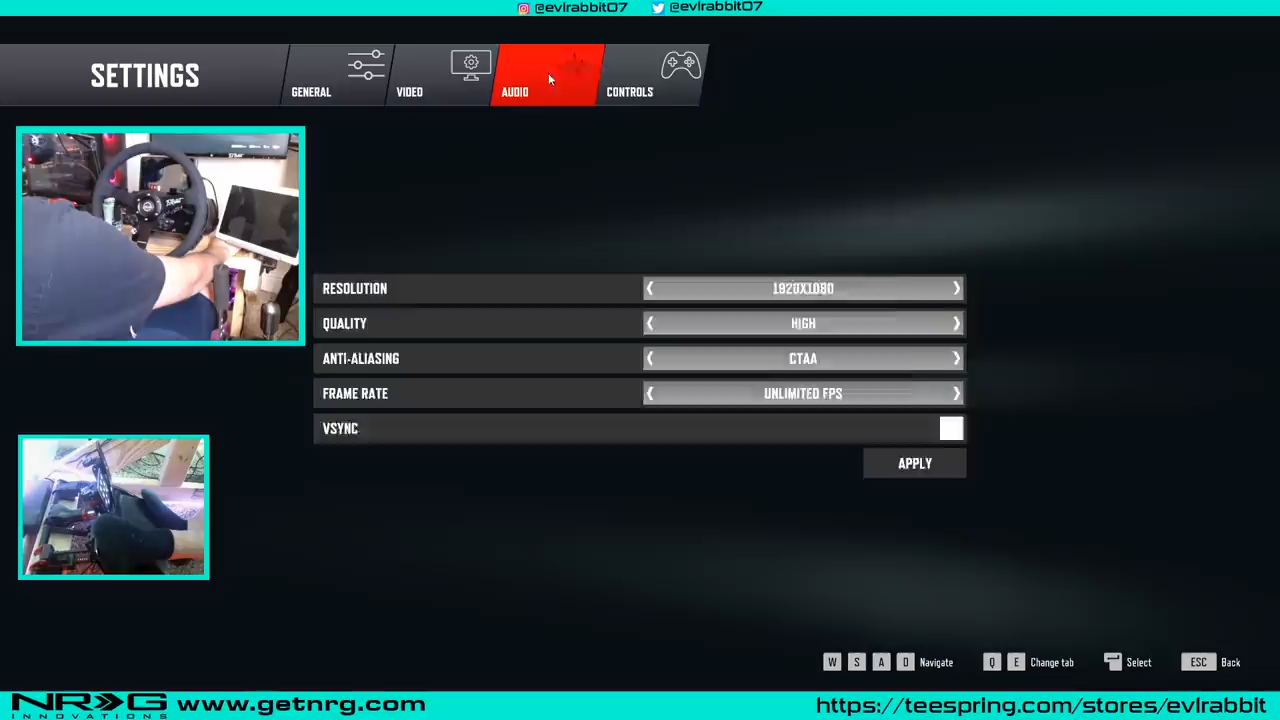 @evlrabbit07 @evlrabbit07
SETTINGS
GENERAL
VIDEO
AUDIO
CONTROLS
RESOLUTION 1920X1080
QUALITY HIGH
ANTI-ALIASING CTAA
FRAME RATE UNLIMITED FPS
VSYNC
APPLY
W S A D Navigate Q E Change tab Select ESC Back
NRG INNOVATIONS www.getnrg.com https://teespring.com/stores/evlrabbit